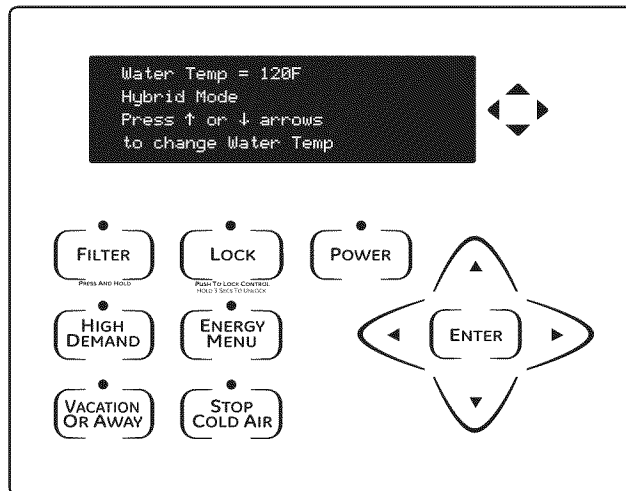 Water Temp = 120F
Hybrid Mode
Press ↑ or ↓ arrows
to change Water Temp
FILTER
PRESS AND HOLD
LOCK
PUSH TO LOCK CONTROL
HOLD 3 SECS TO UNLOCK
POWER
HIGH
DEMAND
ENERGY
MENU
ENTER
VACATION
OR AWAY
STOP
COLD AIR